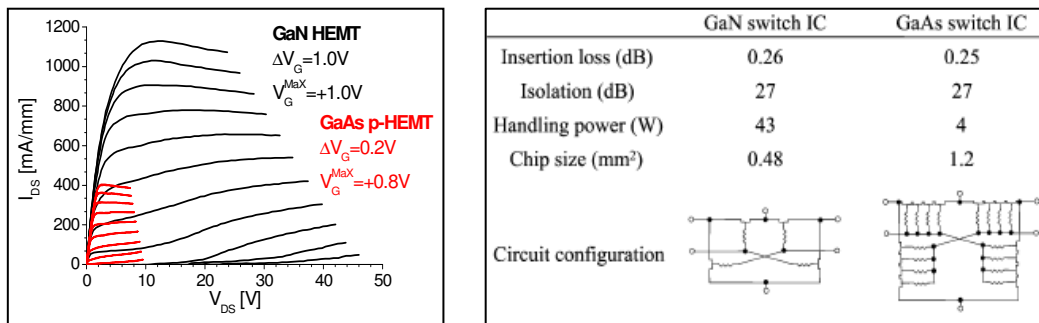 1200
1000
800
600
400
200
0
I_DS [mA/mm]
0 10 20 30 40 50
V_DS [V]
GaN HEMT
ΔV_G=1.0V
V_G^MaX=+1.0V
GaAs p-HEMT
ΔV_G=0.2V
V_G^MaX=+0.8V
GaN switch IC GaAs switch IC
Insertion loss (dB) 0.26 0.25
Isolation (dB) 27 27
Handling power (W) 43 4
Chip size (mm²) 0.48 1.2
Circuit configuration